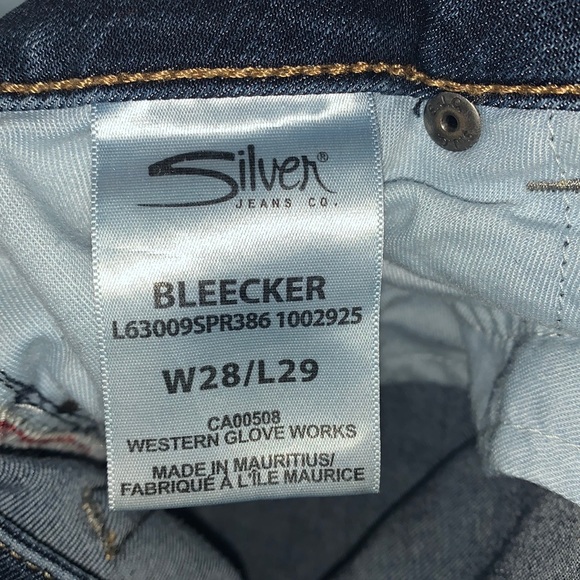 Silver®
JEANS CO.
BLEECKER
L63009SPR386 1002925
W28/L29
CA00508
WESTERN GLOVE WORKS
MADE IN MAURITIUS/
FABRIQUÉ À L'ÎLE MAURICE